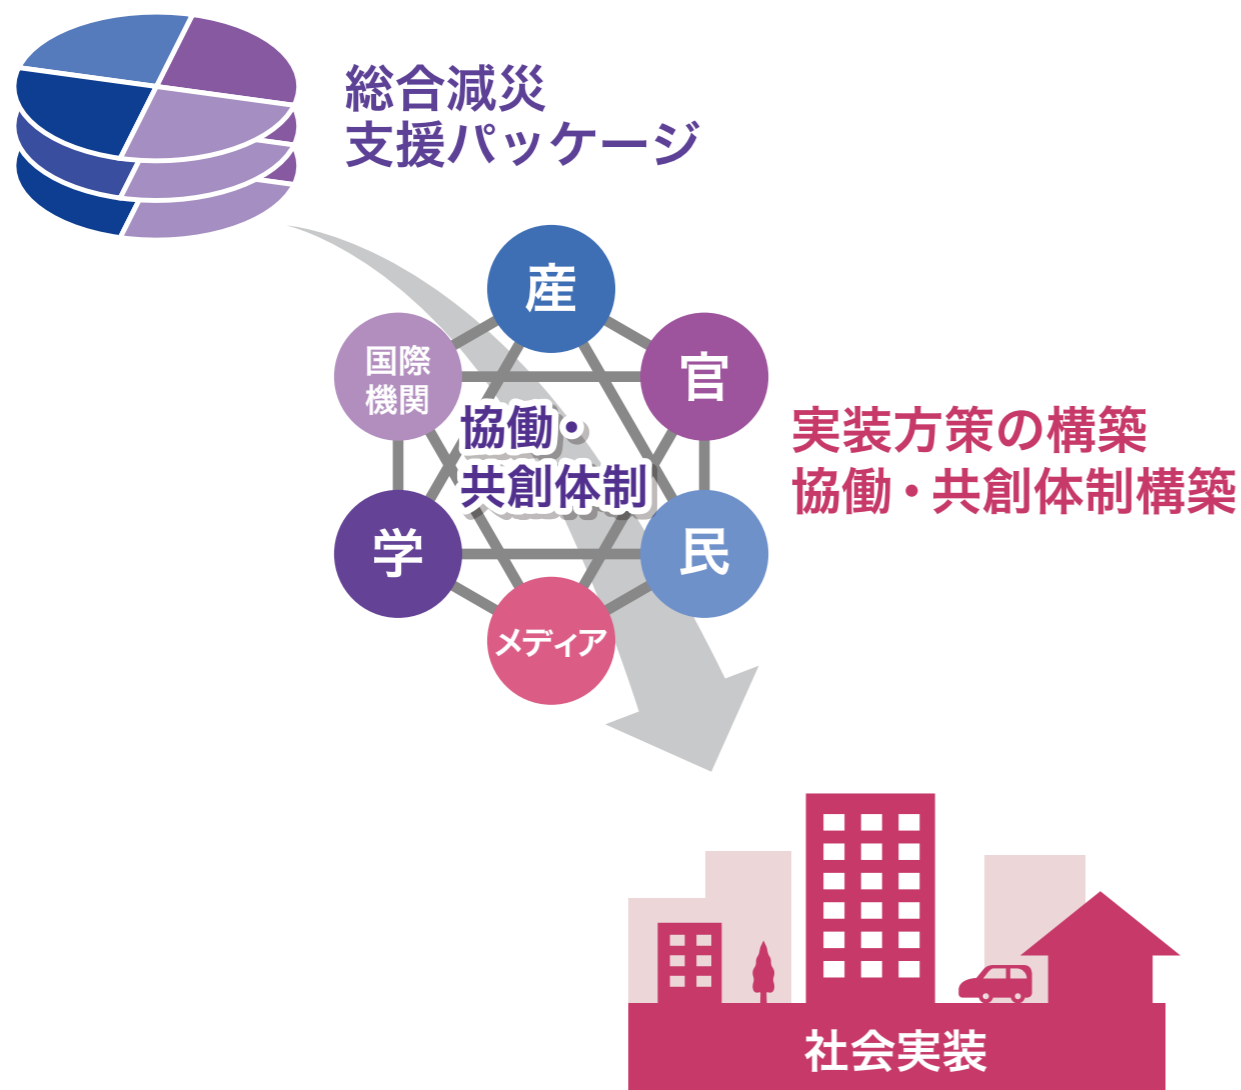 総合減災
支援パッケージ
産
国際
機関
官
協働・
共創体制
実装方策の構築
協働・共創体制構築
学
民
メディア
社会実装